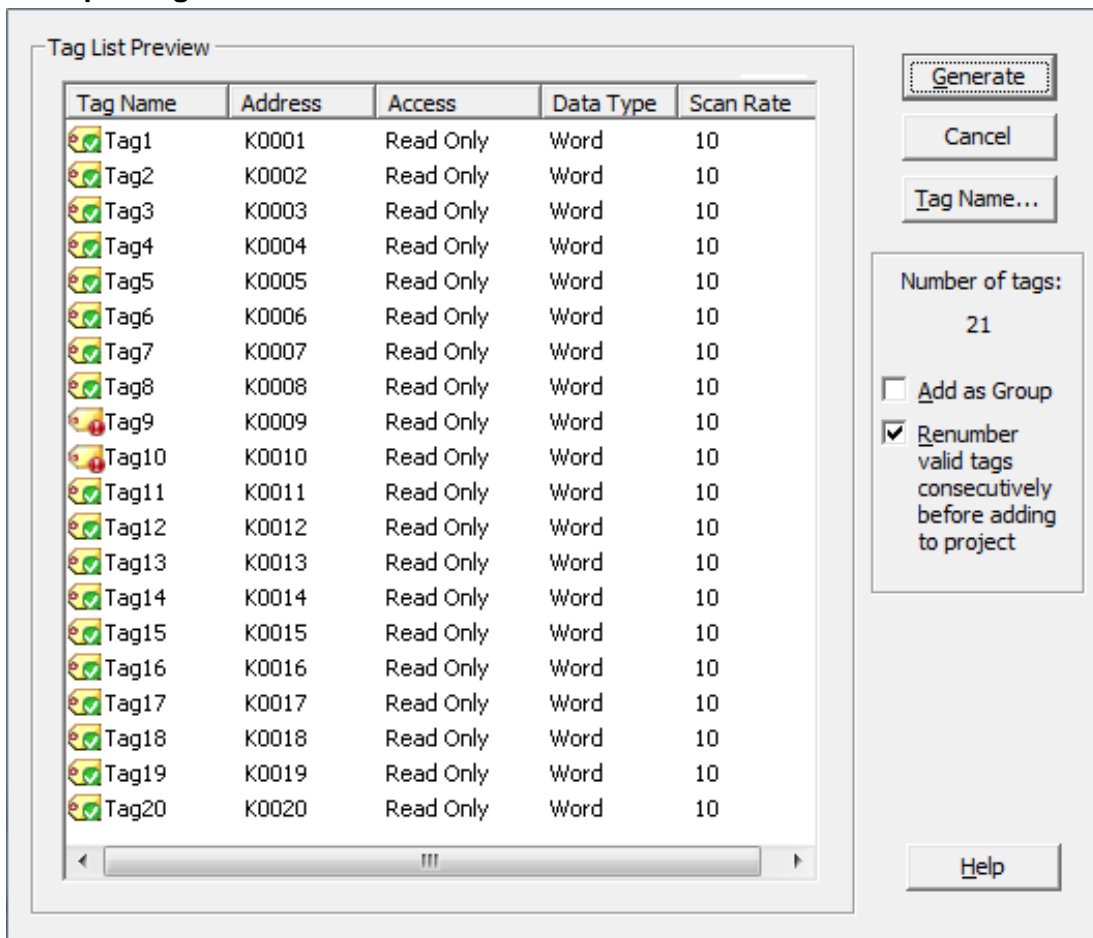 Tag List Preview
Tag Name Address Access Data Type Scan Rate
Tag1 K0001 Read Only Word 10
Tag2 K0002 Read Only Word 10
Tag3 K0003 Read Only Word 10
Tag4 K0004 Read Only Word 10
Tag5 K0005 Read Only Word 10
Tag6 K0006 Read Only Word 10
Tag7 K0007 Read Only Word 10
Tag8 K0008 Read Only Word 10
Tag9 K0009 Read Only Word 10
Tag10 K0010 Read Only Word 10
Tag11 K0011 Read Only Word 10
Tag12 K0012 Read Only Word 10
Tag13 K0013 Read Only Word 10
Tag14 K0014 Read Only Word 10
Tag15 K0015 Read Only Word 10
Tag16 K0016 Read Only Word 10
Tag17 K0017 Read Only Word 10
Tag18 K0018 Read Only Word 10
Tag19 K0019 Read Only Word 10
Tag20 K0020 Read Only Word 10
Generate
Cancel
Tag Name...
Number of tags:
21
Add as Group
Renumber
valid tags
consecutively
before adding
to project
Help